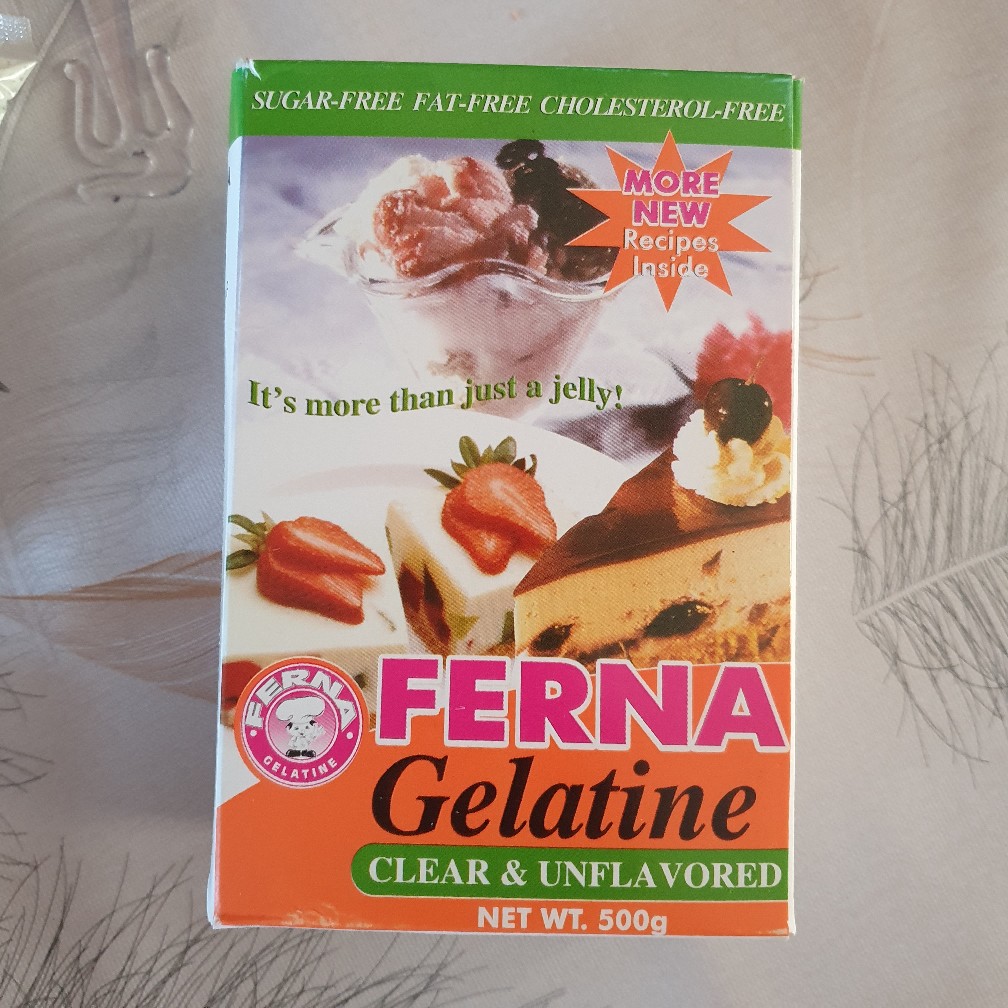 SUGAR-FREE FAT-FREE CHOLESTEROL-FREE
MORE
NEW
Recipes
Inside
It's more than just a jelly!
FERNA
GELATINE
FERNA
Gelatine
CLEAR & UNFLAVORED
NET WT. 500g